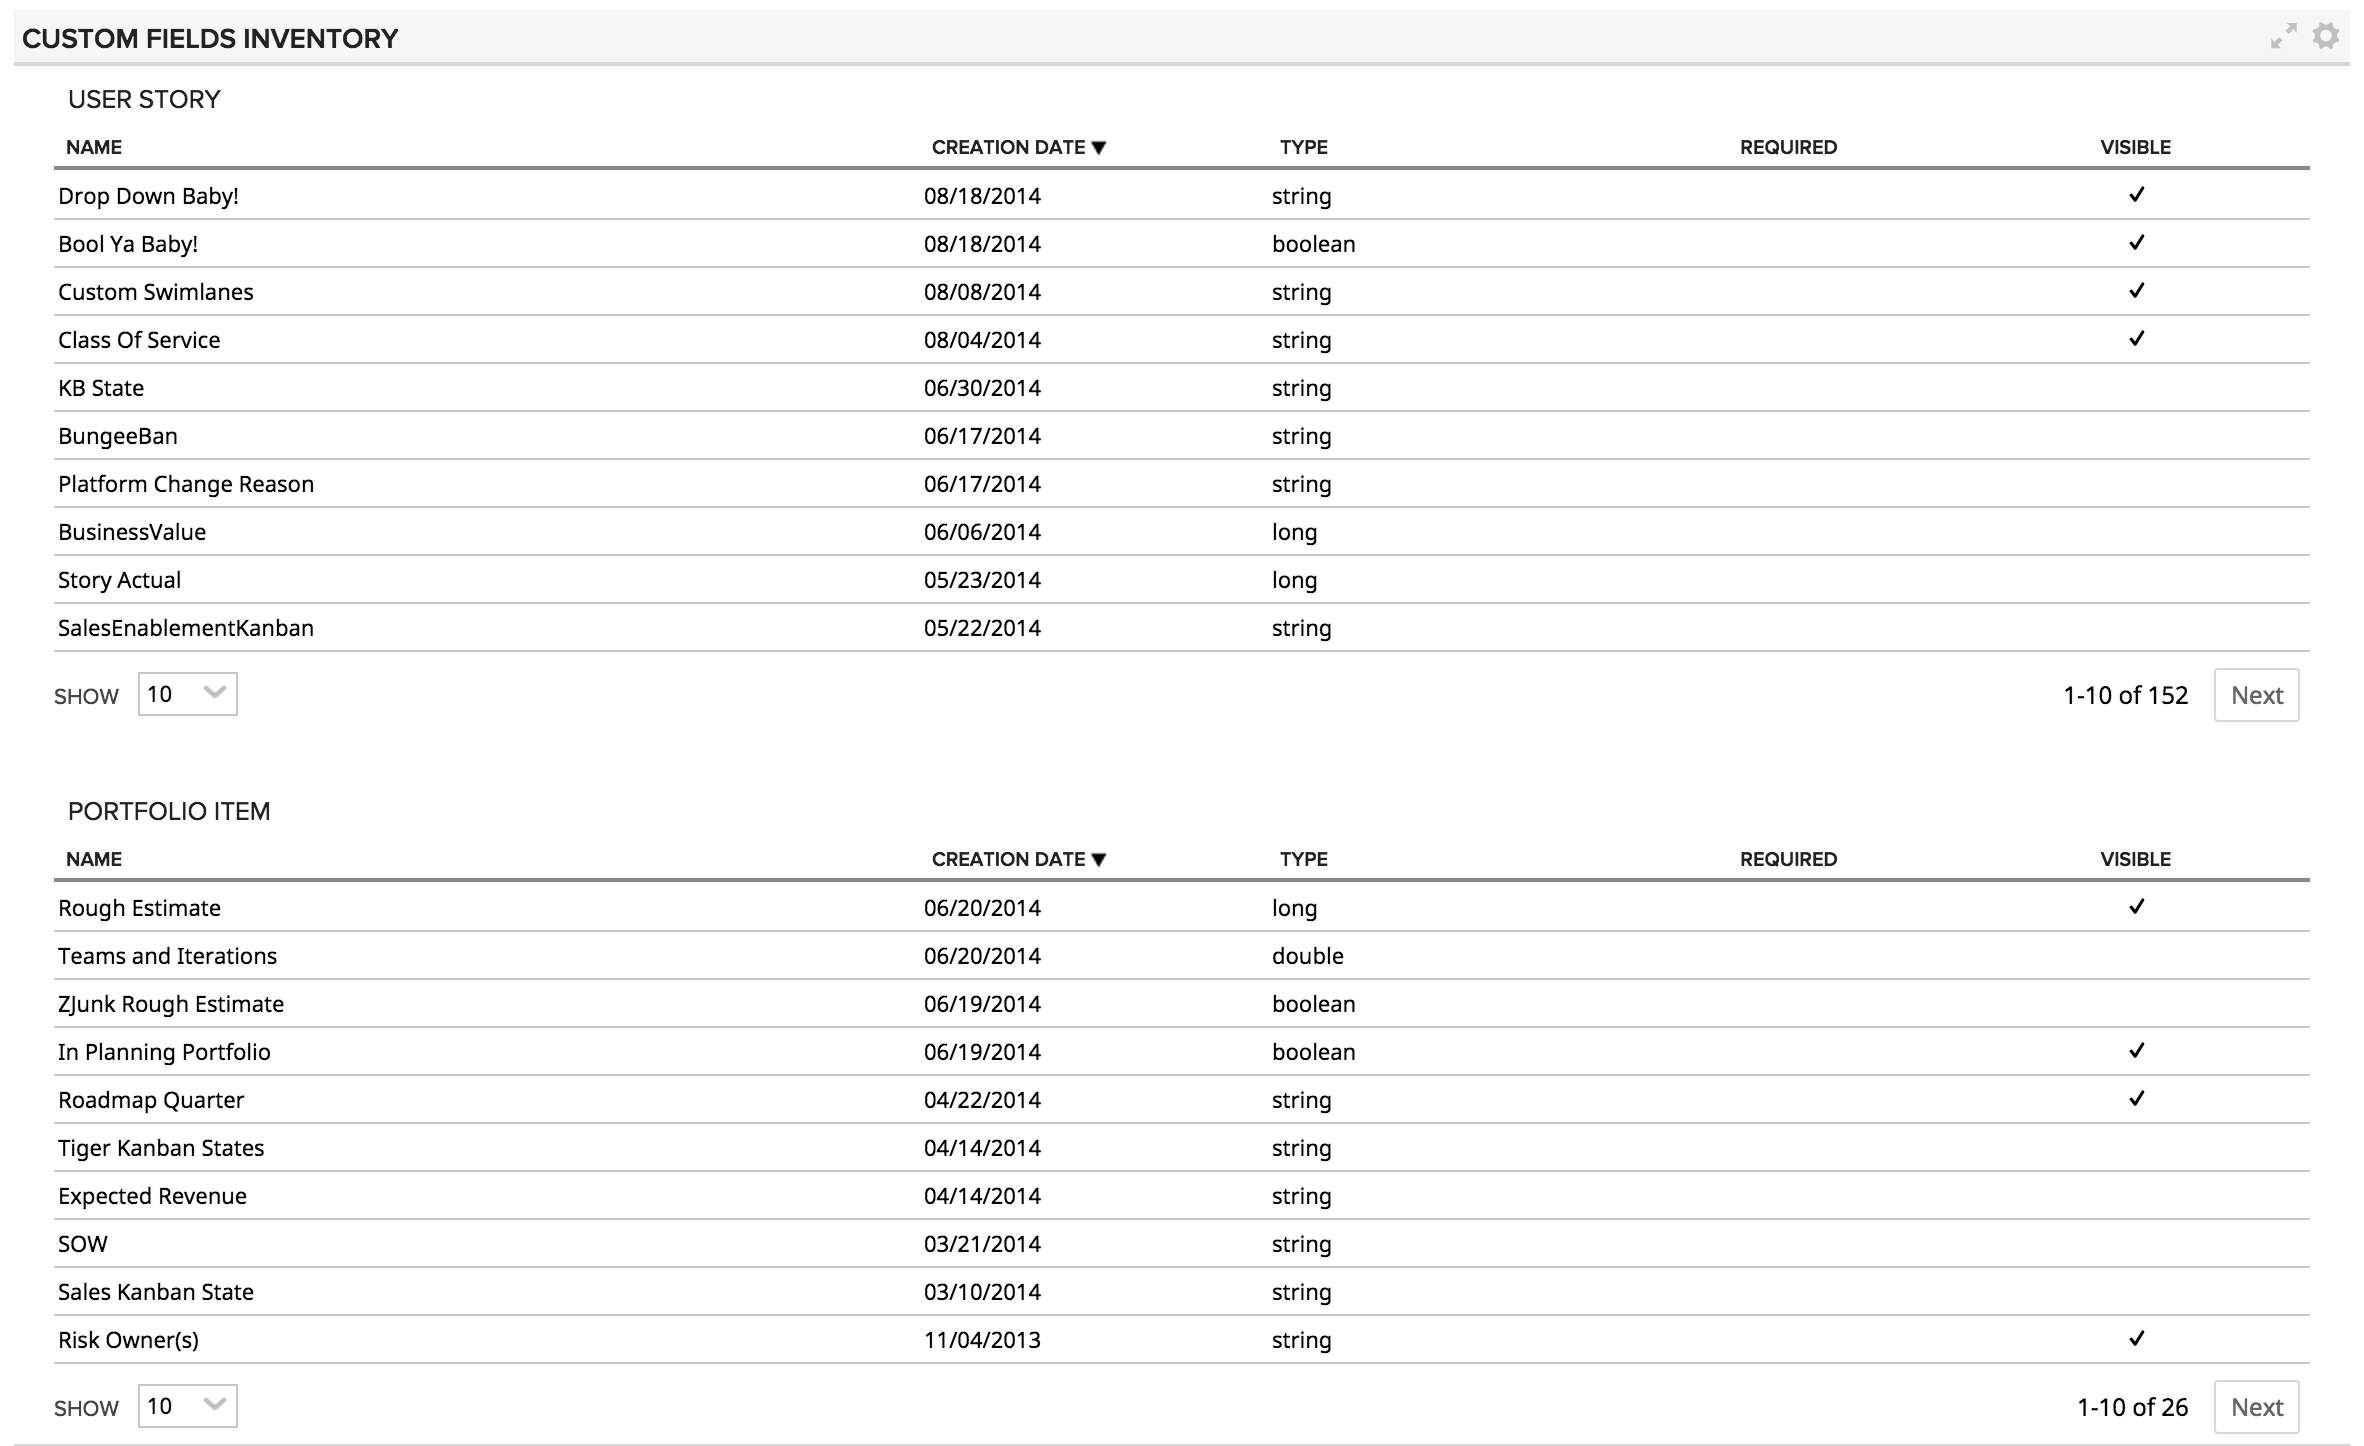 CUSTOM FIELDS INVENTORY
USER STORY
NAME CREATION DATE ▼ TYPE REQUIRED VISIBLE
Drop Down Baby! 08/18/2014 string ✓
Bool Ya Baby! 08/18/2014 boolean ✓
Custom Swimlanes 08/08/2014 string ✓
Class Of Service 08/04/2014 string ✓
KB State 06/30/2014 string
BungeeBan 06/17/2014 string
Platform Change Reason 06/17/2014 string
BusinessValue 06/06/2014 long
Story Actual 05/23/2014 long
SalesEnablementKanban 05/22/2014 string
SHOW 10 1-10 of 152 Next
PORTFOLIO ITEM
NAME CREATION DATE ▼ TYPE REQUIRED VISIBLE
Rough Estimate 06/20/2014 long ✓
Teams and Iterations 06/20/2014 double
ZJunk Rough Estimate 06/19/2014 boolean
In Planning Portfolio 06/19/2014 boolean ✓
Roadmap Quarter 04/22/2014 string ✓
Tiger Kanban States 04/14/2014 string
Expected Revenue 04/14/2014 string
SOW 03/21/2014 string
Sales Kanban State 03/10/2014 string
Risk Owner(s) 11/04/2013 string ✓
SHOW 10 1-10 of 26 Next